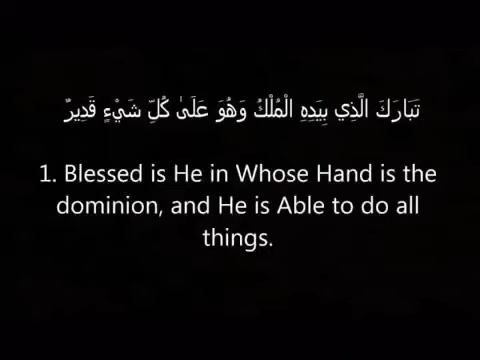 تَبَارَكَ الَّذِي بِيَدِهِ الْمُلْكُ وَهُوَ عَلَىٰ كُلِّ شَيْءٍ قَدِيرٌ
1. Blessed is He in Whose Hand is the
dominion, and He is Able to do all
things.